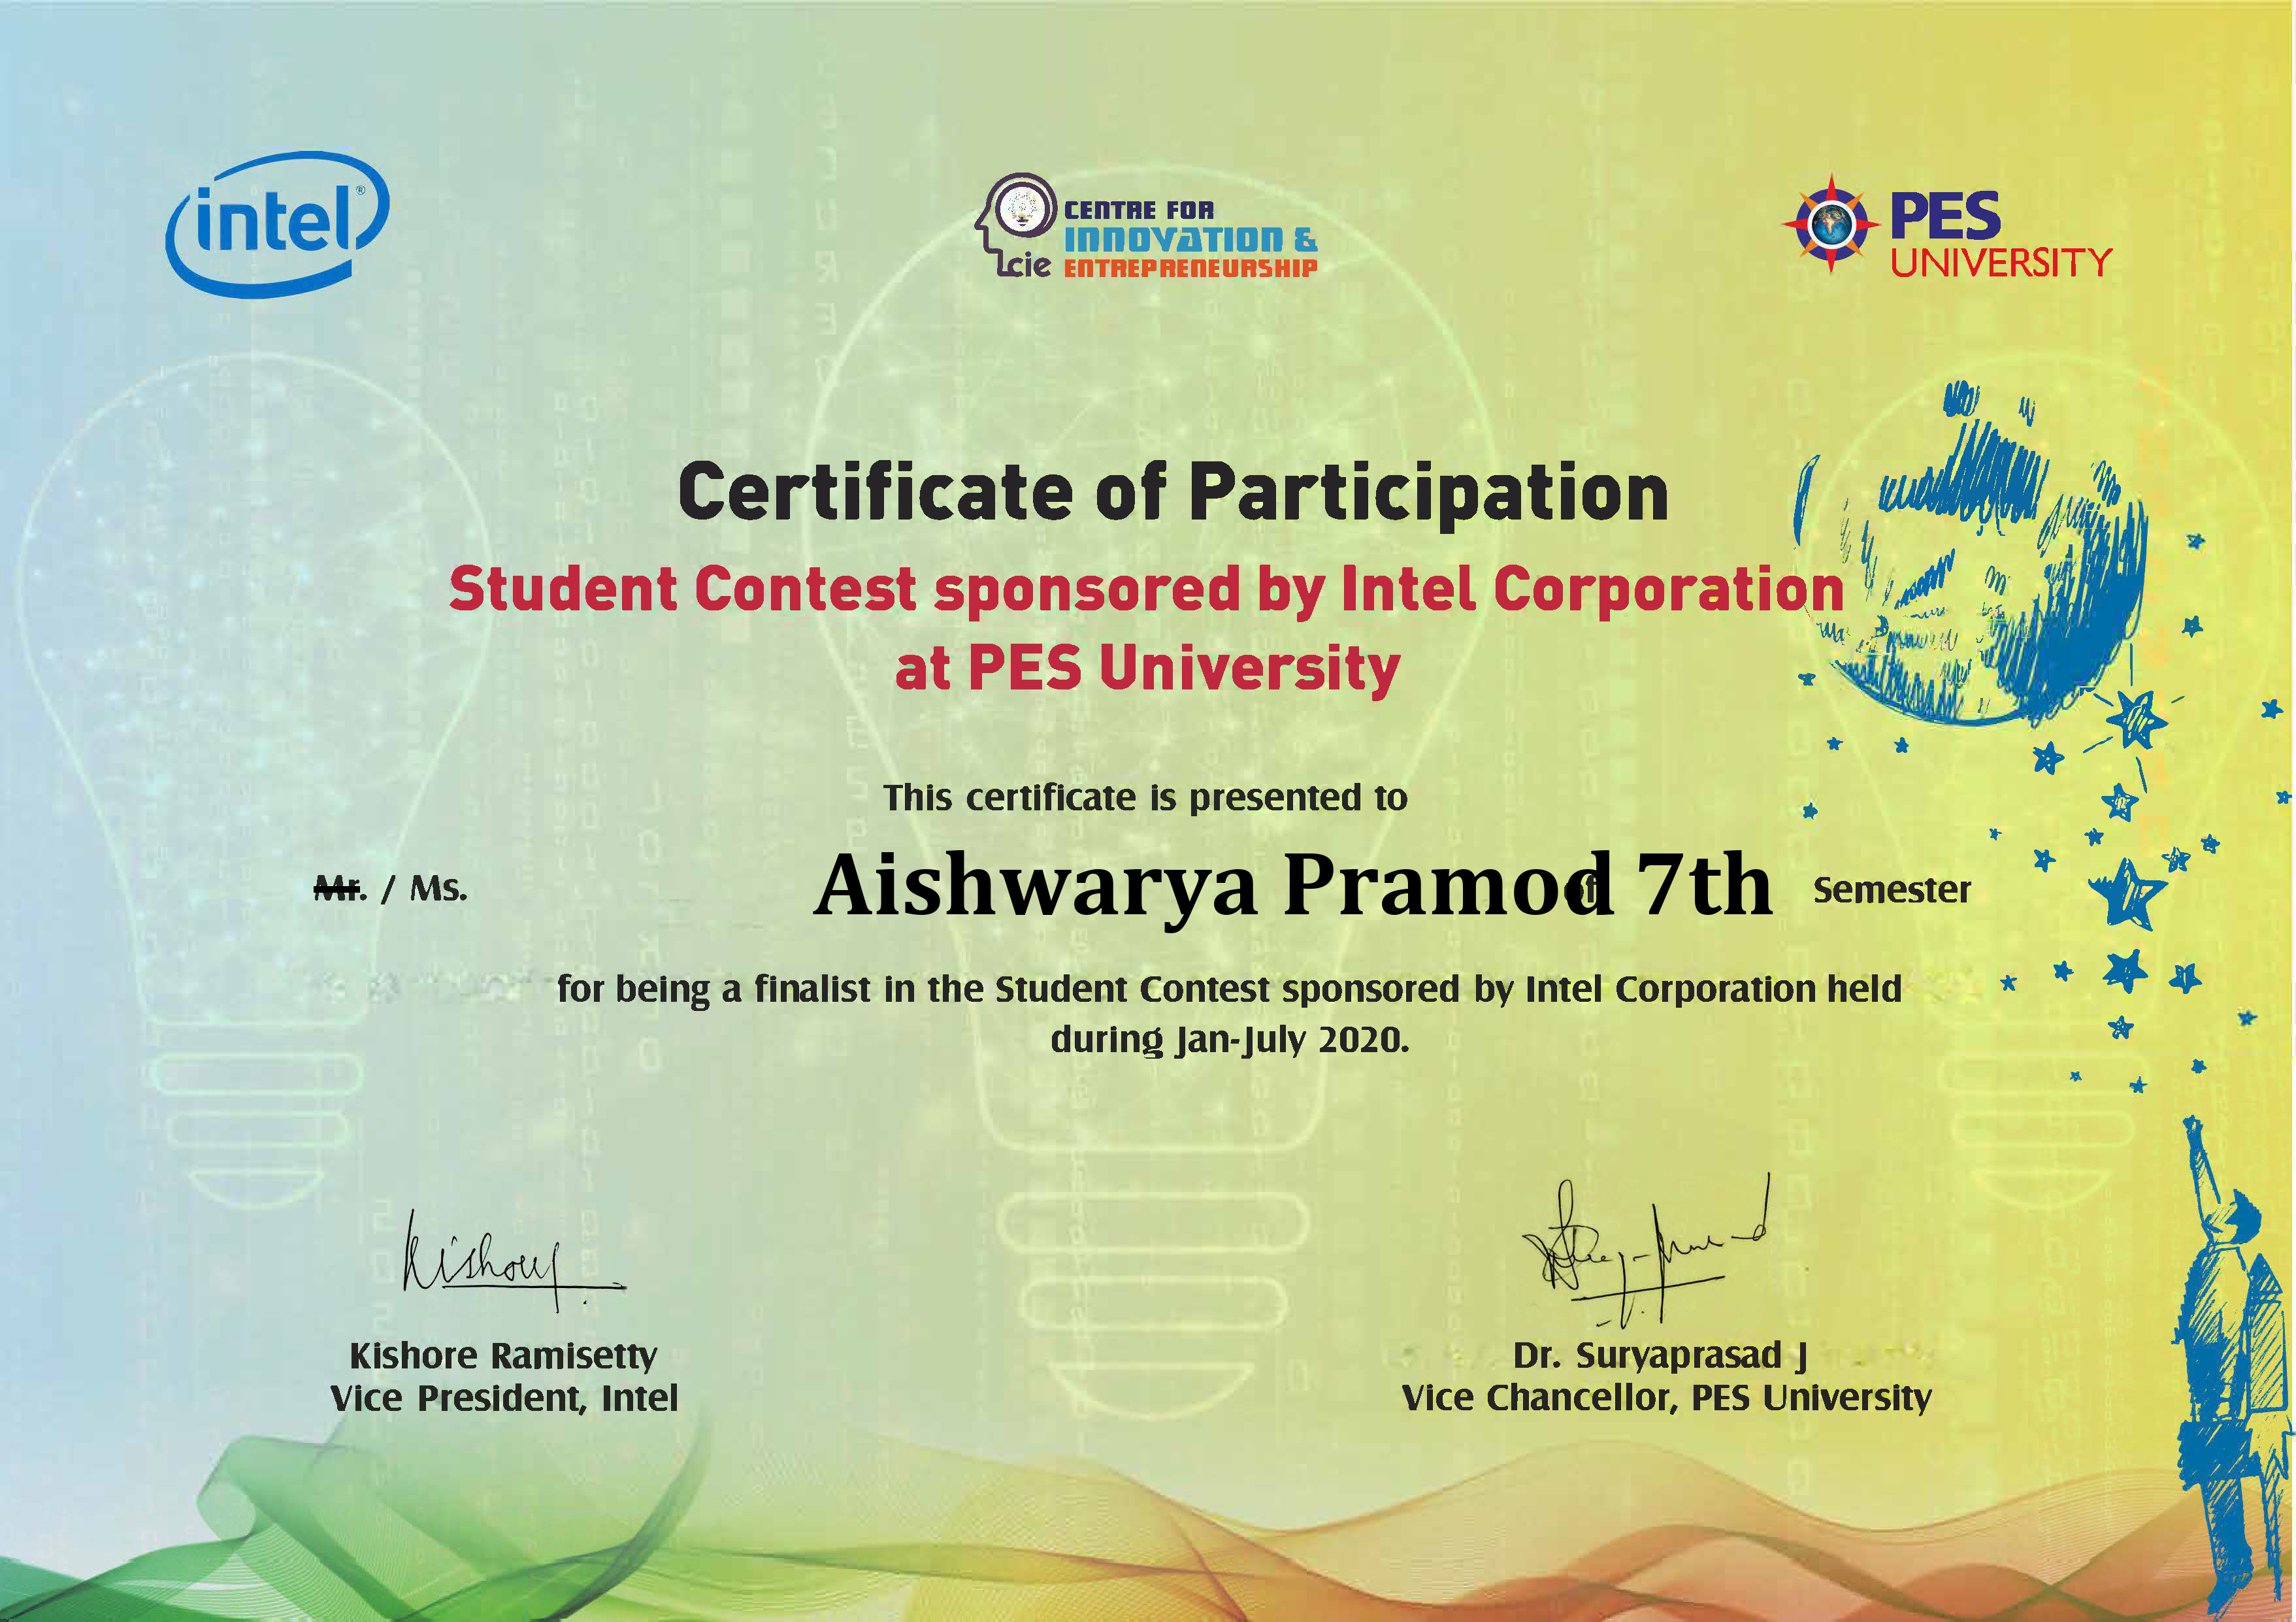 intel®
CENTRE FOR
INNOVATION &
ENTREPRENEURSHIP
cie
PES
UNIVERSITY
Certificate of Participation
Student Contest sponsored by Intel Corporation
at PES University
This certificate is presented to
Mr. / Ms. Aishwarya Pramod of 7th Semester
for being a finalist in the Student Contest sponsored by Intel Corporation held
during Jan-July 2020.
Kishore
Kishore Ramisetty
Vice President, Intel
Dr. Suryaprasad J
Vice Chancellor, PES University